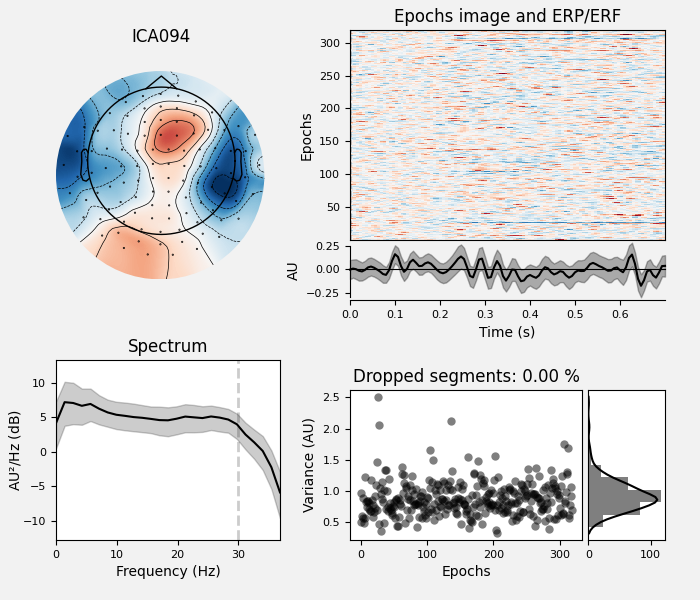 ICA094
Epochs image and ERP/ERF
300
250
200
150
100
50
Epochs
0.25
0.00
−0.25
AU
0.0 0.1 0.2 0.3 0.4 0.5 0.6
Time (s)
Spectrum
10
5
0
−5
−10
AU²/Hz (dB)
0 10 20 30
Frequency (Hz)
Dropped segments: 0.00 %
2.5
2.0
1.5
1.0
0.5
Variance (AU)
0 100 200 300
Epochs
0 100